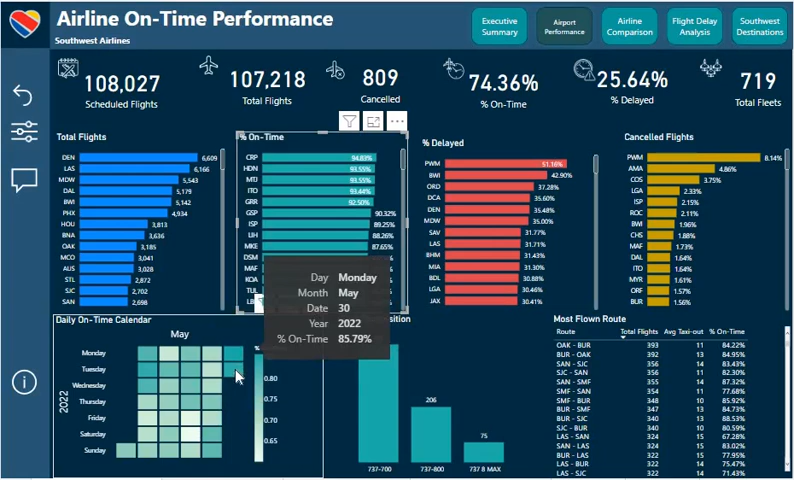 Airline On-Time Performance
Southwest Airlines
Executive Summary
Airport Performance
Airline Comparison
Flight Delay Analysis
Southwest Destinations
108,027
Scheduled Flights
107,218
Total Flights
809
Cancelled
74.36%
% On-Time
25.64%
% Delayed
719
Total Fleets
Total Flights
DEN 6,609
LAS 6,166
MDW 5,543
DAL 5,179
BWI 5,142
PHX 4,934
HOU 3,813
BNA 3,636
OAK 3,185
MCO 3,041
AUS 3,028
STL 2,872
SJC 2,702
SAN 2,698
% On-Time
CRP 94.83%
HDN 93.55%
MTJ 93.55%
ITO 93.44%
GRR 92.50%
GSP 90.32%
ISP 89.25%
LIH 88.26%
MKE 87.65%
DSM
MAF
KOA
TUL
% Delayed
PWM 51.16%
BWI 42.90%
ORD 37.28%
DCA 35.60%
DEN 35.48%
MDW 35.00%
SAV 31.77%
LAS 31.71%
BHM 31.43%
MIA 31.30%
BDL 30.88%
LGA 30.46%
JAX 30.41%
Cancelled Flights
PWM 8.14%
AMA 4.86%
COS 3.75%
LGA 2.33%
ISP 2.15%
ROC 2.11%
BWI 1.96%
CHS 1.88%
MAF 1.73%
DAL 1.64%
ITO 1.64%
MYR 1.61%
ORF 1.57%
BUR 1.56%
Day Monday
Month May
Date 30
Year 2022
% On-Time 85.79%
Daily On-Time Calendar
May
2022
Monday
Tuesday
Wednesday
Thursday
Friday
Saturday
Sunday
0.80
0.75
0.70
0.65
206
75
737-700
737-800
737 8 MAX
Most Flown Route
Route Total Flights Avg Taxi-out % On-Time
OAK - BUR 393 11 84.22%
BUR - OAK 392 13 84.95%
SAN - SJC 356 14 83.43%
SJC - SAN 356 11 82.30%
SAN - SMF 355 14 87.32%
SMF - SAN 354 11 77.68%
SMF - BUR 348 10 85.92%
BUR - SMF 347 13 84.73%
BUR - SJC 340 13 88.53%
SJC - BUR 340 10 80.59%
LAS - SAN 324 15 67.28%
SAN - LAS 324 15 83.02%
BUR - LAS 322 14 75.47%
LAS - BUR 322 14 75.47%
LAS - SJC 322 14 71.43%